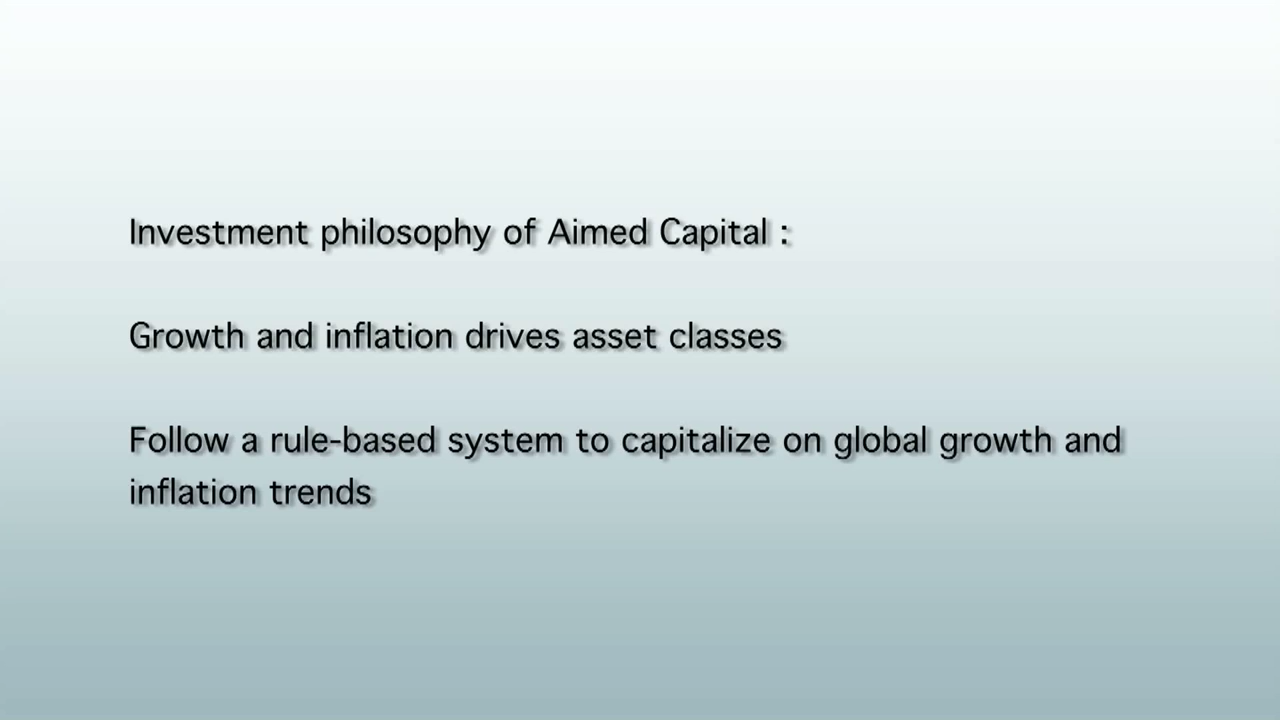 Investment philosophy of Aimed Capital :
Growth and inflation drives asset classes
Follow a rule-based system to capitalize on global growth and
inflation trends